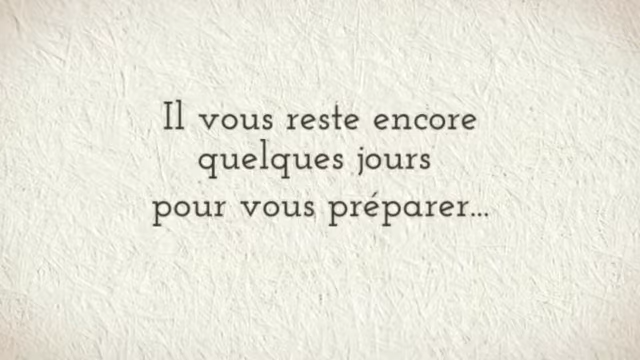 Il vous reste encore
quelques jours
pour vous préparer...